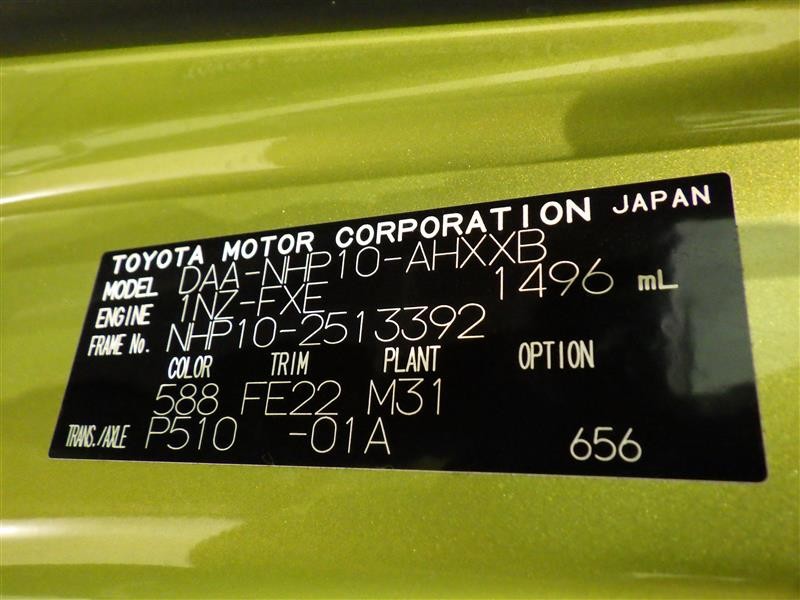 TOYOTA MOTOR CORPORATION JAPAN
MODEL DAA-NHP10-AHXXB
ENGINE 1NZ-FXE 1496 mL
FRAME No. NHP10-2513392
COLOR TRIM PLANT OPTION
588 FE22 M31
TRANS./AXLE P510 -01A 656